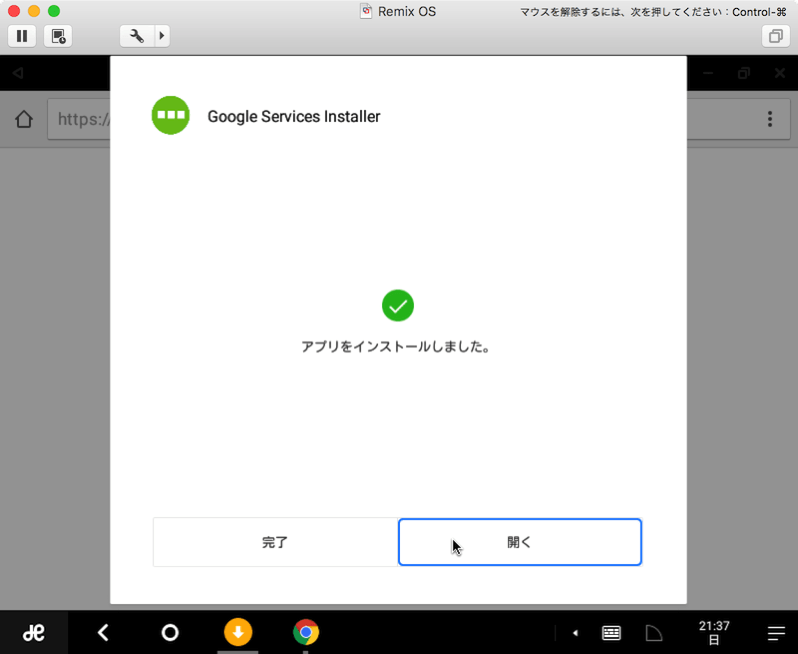 Remix OS
マウスを解除するには、次を押してください：Control-⌘
https://
Google Services Installer
アプリをインストールしました。
完了
開く
21:37
日